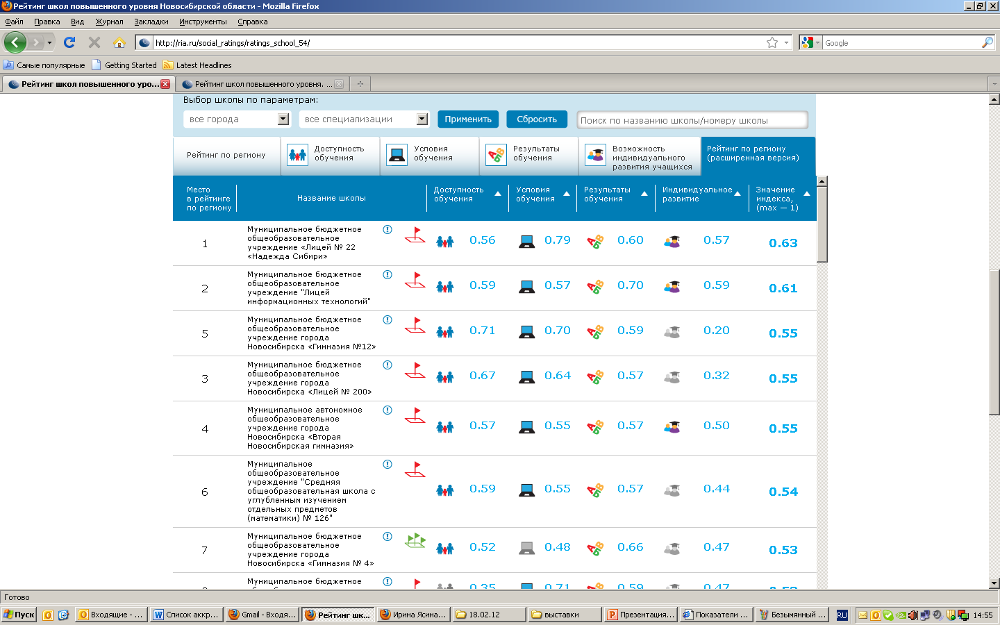 Рейтинг школ повышенного уровня Новосибирской области - Mozilla Firefox
Файл Правка Вид Журнал Закладки Инструменты Справка
http://ria.ru/social_ratings/ratings_school_54/
Google
Самые популярные Getting Started Latest Headlines
Рейтинг школ повышенного уро... Рейтинг школ повышенного уровня. ...
Выбор школы по параметрам:
все города все специализации Применить Сбросить Поиск по названию школы/номеру школы
Рейтинг по региону
Доступность
обучения
Условия
обучения
Результаты
обучения
Возможность
индивидуального
развития учащихся
Рейтинг по региону
(расширенная версия)
Место
в рейтинге
по региону
Название школы
Доступность
обучения
Условия
обучения
Результаты
обучения
Индивидуальное
развитие
Значение
индекса,
(max — 1)
1
Муниципальное бюджетное
общеобразовательное
учреждение «Лицей № 22
«Надежда Сибири»
0.56 0.79 0.60 0.57 0.63
2
Муниципальное бюджетное
общеобразовательное
учреждение "Лицей
информационных технологий"
0.59 0.57 0.70 0.59 0.61
5
Муниципальное бюджетное
общеобразовательное
учреждение города
Новосибирска «Гимназия №12»
0.71 0.70 0.59 0.20 0.55
3
Муниципальное бюджетное
общеобразовательное
учреждение города
Новосибирска «Лицей № 200»
0.67 0.64 0.57 0.32 0.55
4
Муниципальное автономное
общеобразовательное
учреждение города
Новосибирска «Вторая
Новосибирская гимназия»
0.57 0.55 0.57 0.50 0.55
6
Муниципальное
общеобразовательное
учреждение "Средняя
общеобразовательная школа с
углубленным изучением
отдельных предметов
(математики) № 126"
0.59 0.55 0.57 0.44 0.54
7
Муниципальное бюджетное
общеобразовательное
учреждение города
Новосибирска «Гимназия № 4»
0.52 0.48 0.66 0.47 0.53
Муниципальное бюджетное
0.35 0.71 0.59 0.47
Готово
Пуск Входящие - ... Список аккр... Gmail - Входя... Рейтинг шк... Ирина Ясина... 18.02.12 выставки Презентация... Показатели ... Безымянный ... RU 14:55